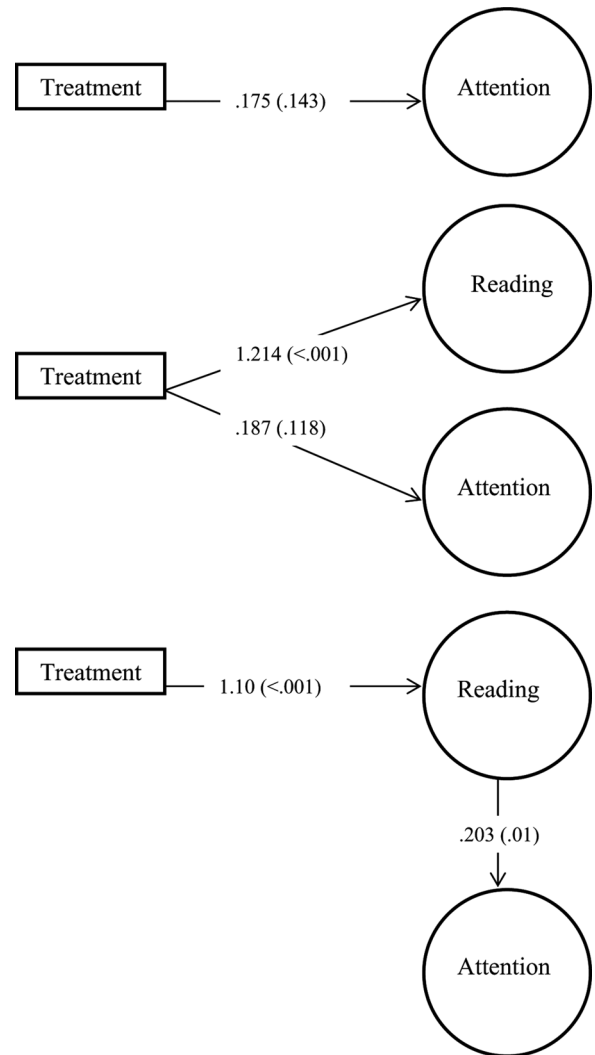 Treatment
.175 (.143)
Attention
Reading
1.214 (<.001)
Treatment
.187 (.118)
Attention
Treatment
1.10 (<.001)
Reading
.203 (.01)
Attention